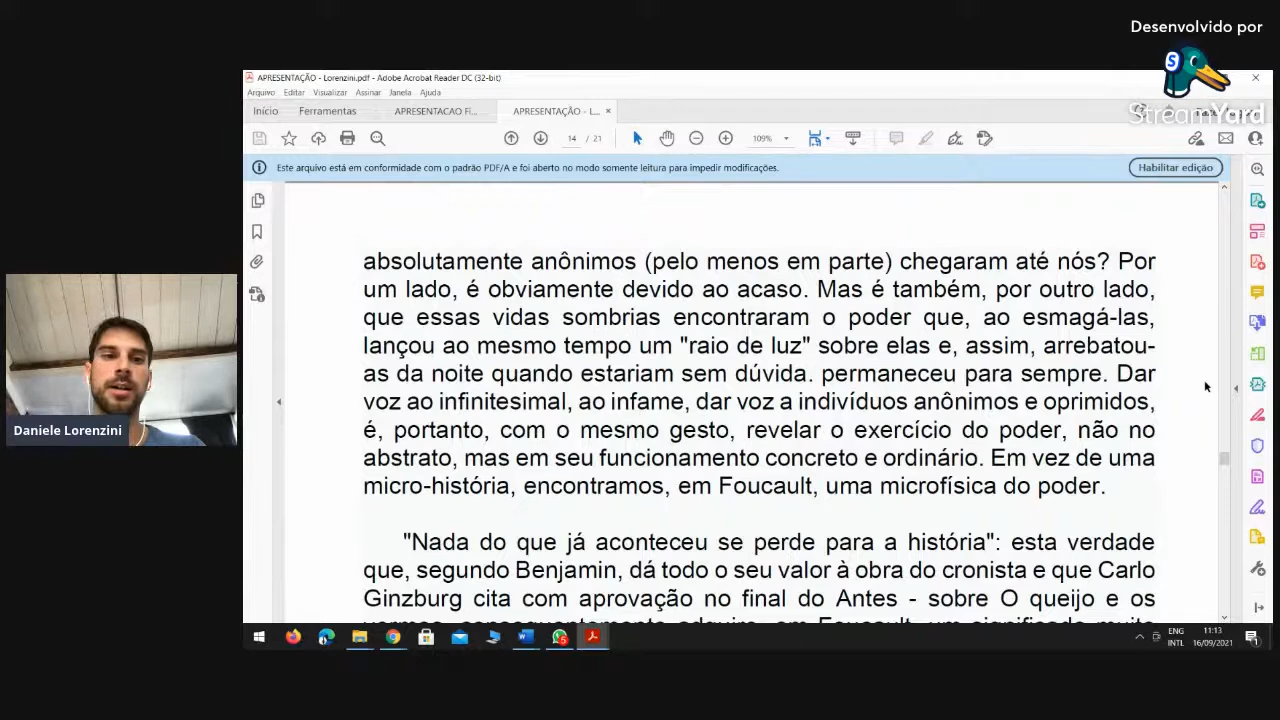 Desenvolvido por
StreamYard
APRESENTAÇÃO - Lorenzini.pdf - Adobe Acrobat Reader DC (32-bit)
Arquivo Editar Visualizar Assinar Janela Ajuda
Início Ferramentas APRESENTACAO Fi... APRESENTAÇÃO - L... ×
14 / 21 109%
Este arquivo está em conformidade com o padrão PDF/A e foi aberto no modo somente leitura para impedir modificações.
Habilitar edição
absolutamente anônimos (pelo menos em parte) chegaram até nós? Por
um lado, é obviamente devido ao acaso. Mas é também, por outro lado,
que essas vidas sombrias encontraram o poder que, ao esmagá-las,
lançou ao mesmo tempo um "raio de luz" sobre elas e, assim, arrebatou-
as da noite quando estariam sem dúvida. permaneceu para sempre. Dar
voz ao infinitesimal, ao infame, dar voz a indivíduos anônimos e oprimidos,
é, portanto, com o mesmo gesto, revelar o exercício do poder, não no
abstrato, mas em seu funcionamento concreto e ordinário. Em vez de uma
micro-história, encontramos, em Foucault, uma microfísica do poder.
"Nada do que já aconteceu se perde para a história": esta verdade
que, segundo Benjamin, dá todo o seu valor à obra do cronista e que Carlo
Ginzburg cita com aprovação no final do Antes - sobre O queijo e os
Daniele Lorenzini
ENG
INTL
11:13
16/09/2021